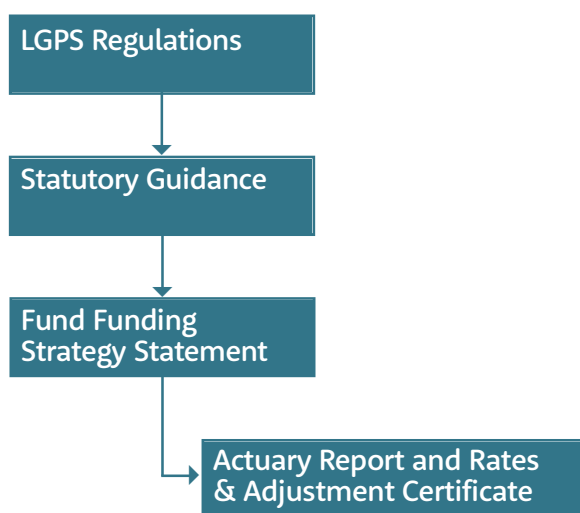 LGPS Regulations
Statutory Guidance
Fund Funding
Strategy Statement
Actuary Report and Rates
& Adjustment Certificate